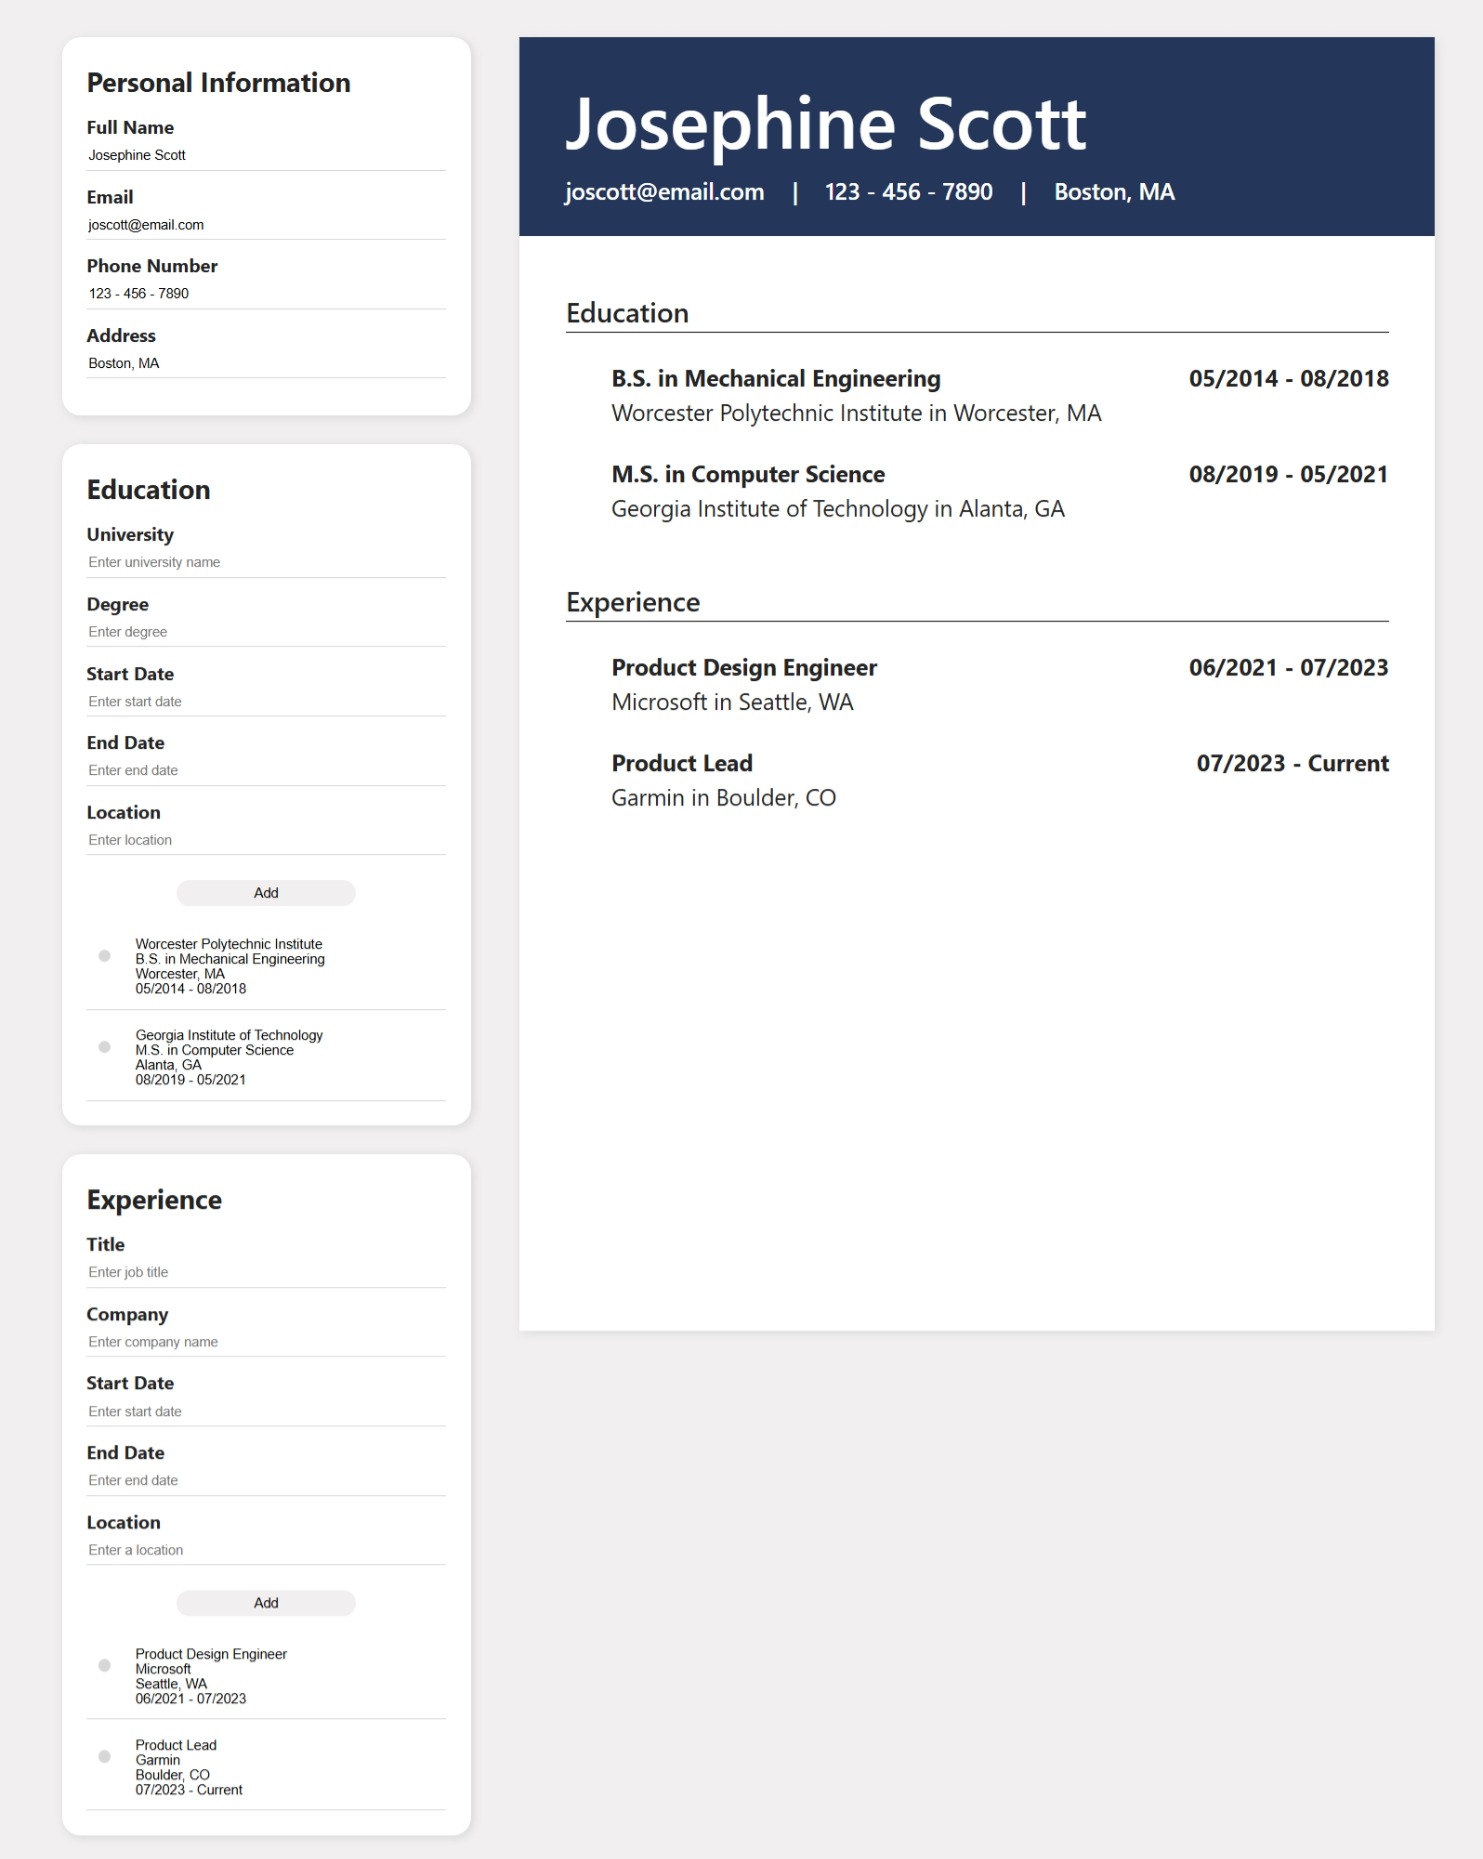 Personal Information
Full Name
Josephine Scott
Email
joscott@email.com
Phone Number
123 - 456 - 7890
Address
Boston, MA
Education
University
Enter university name
Degree
Enter degree
Start Date
Enter start date
End Date
Enter end date
Location
Enter location
Add
Worcester Polytechnic Institute
B.S. in Mechanical Engineering
Worcester, MA
05/2014 - 08/2018
Georgia Institute of Technology
M.S. in Computer Science
Alanta, GA
08/2019 - 05/2021
Experience
Title
Enter job title
Company
Enter company name
Start Date
Enter start date
End Date
Enter end date
Location
Enter a location
Add
Product Design Engineer
Microsoft
Seattle, WA
06/2021 - 07/2023
Product Lead
Garmin
Boulder, CO
07/2023 - Current
Josephine Scott
joscott@email.com | 123 - 456 - 7890 | Boston, MA
Education
B.S. in Mechanical Engineering 05/2014 - 08/2018
Worcester Polytechnic Institute in Worcester, MA
M.S. in Computer Science 08/2019 - 05/2021
Georgia Institute of Technology in Alanta, GA
Experience
Product Design Engineer 06/2021 - 07/2023
Microsoft in Seattle, WA
Product Lead 07/2023 - Current
Garmin in Boulder, CO